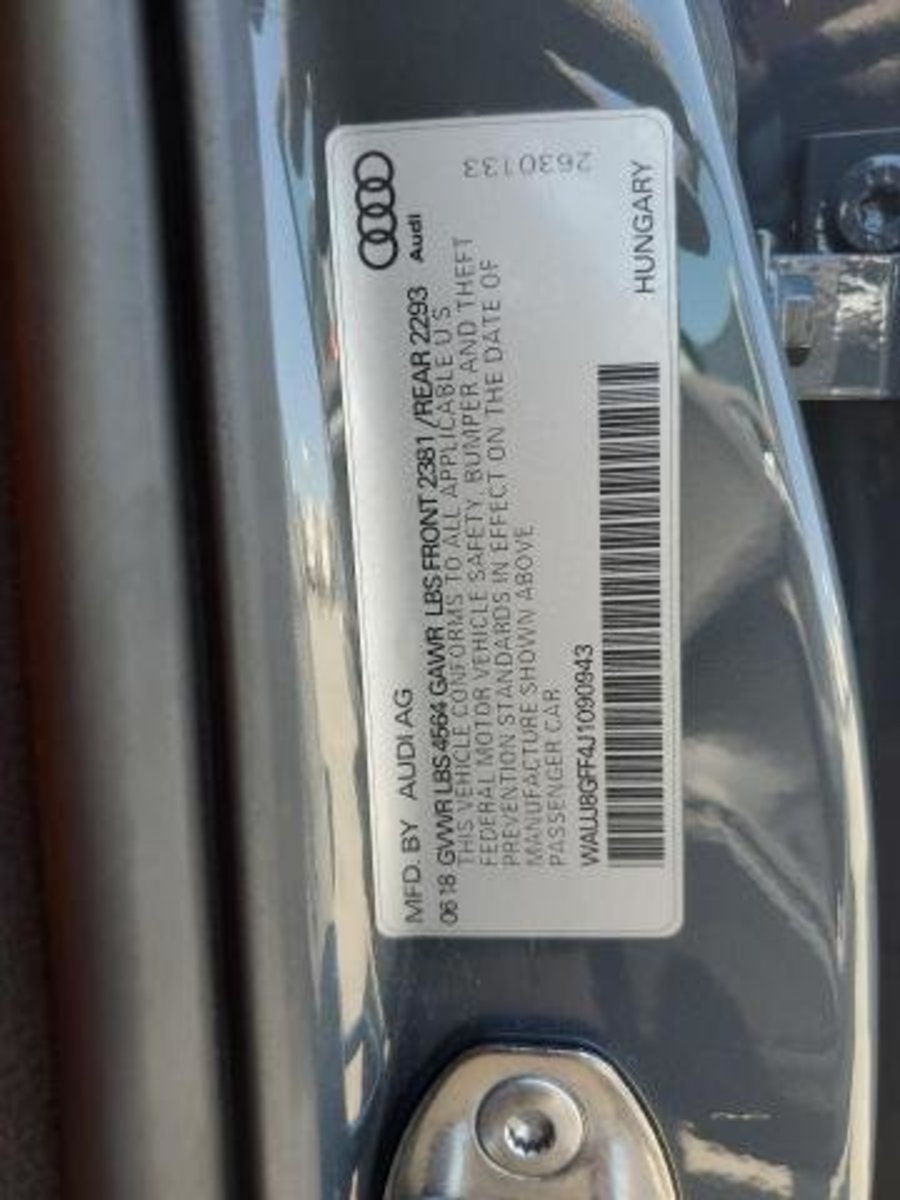 Audi
2630133
MFD. BY AUDI AG
06 18 GVWR LBS 4564 GAWR LBS FRONT 2381 / REAR 2293
THIS VEHICLE CONFORMS TO ALL APPLICABLE U.S
FEDERAL MOTOR VEHICLE SAFETY, BUMPER AND THEFT
PREVENTION STANDARDS IN EFFECT ON THE DATE OF
MANUFACTURE SHOWN ABOVE
PASSENGER CAR
WAUJ8GFF4J1090943
HUNGARY